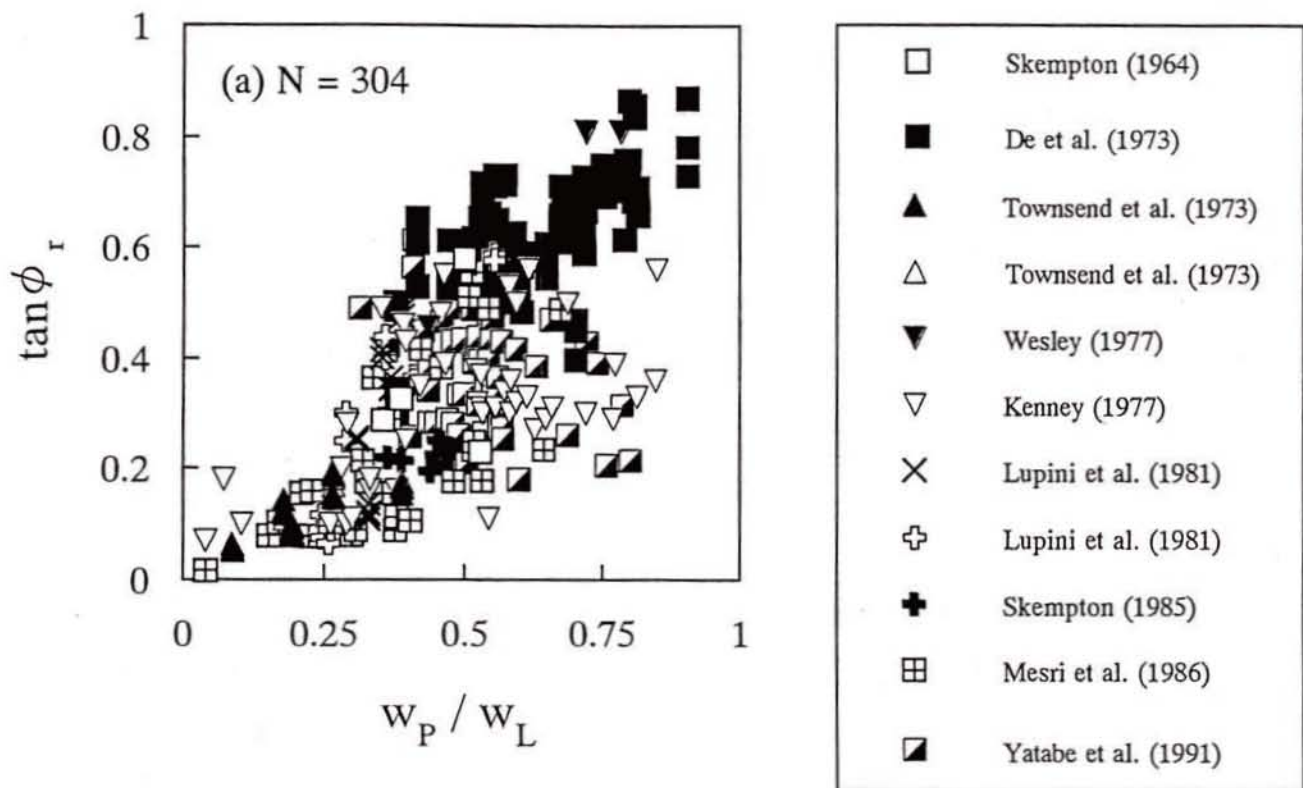 (a) N = 304
tanϕ r
1
0.8
0.6
0.4
0.2
0
0 0.25 0.5 0.75 1
w P / w L
Skempton (1964)
De et al. (1973)
Townsend et al. (1973)
Townsend et al. (1973)
Wesley (1977)
Kenney (1977)
Lupini et al. (1981)
Lupini et al. (1981)
Skempton (1985)
Mesri et al. (1986)
Yatabe et al. (1991)